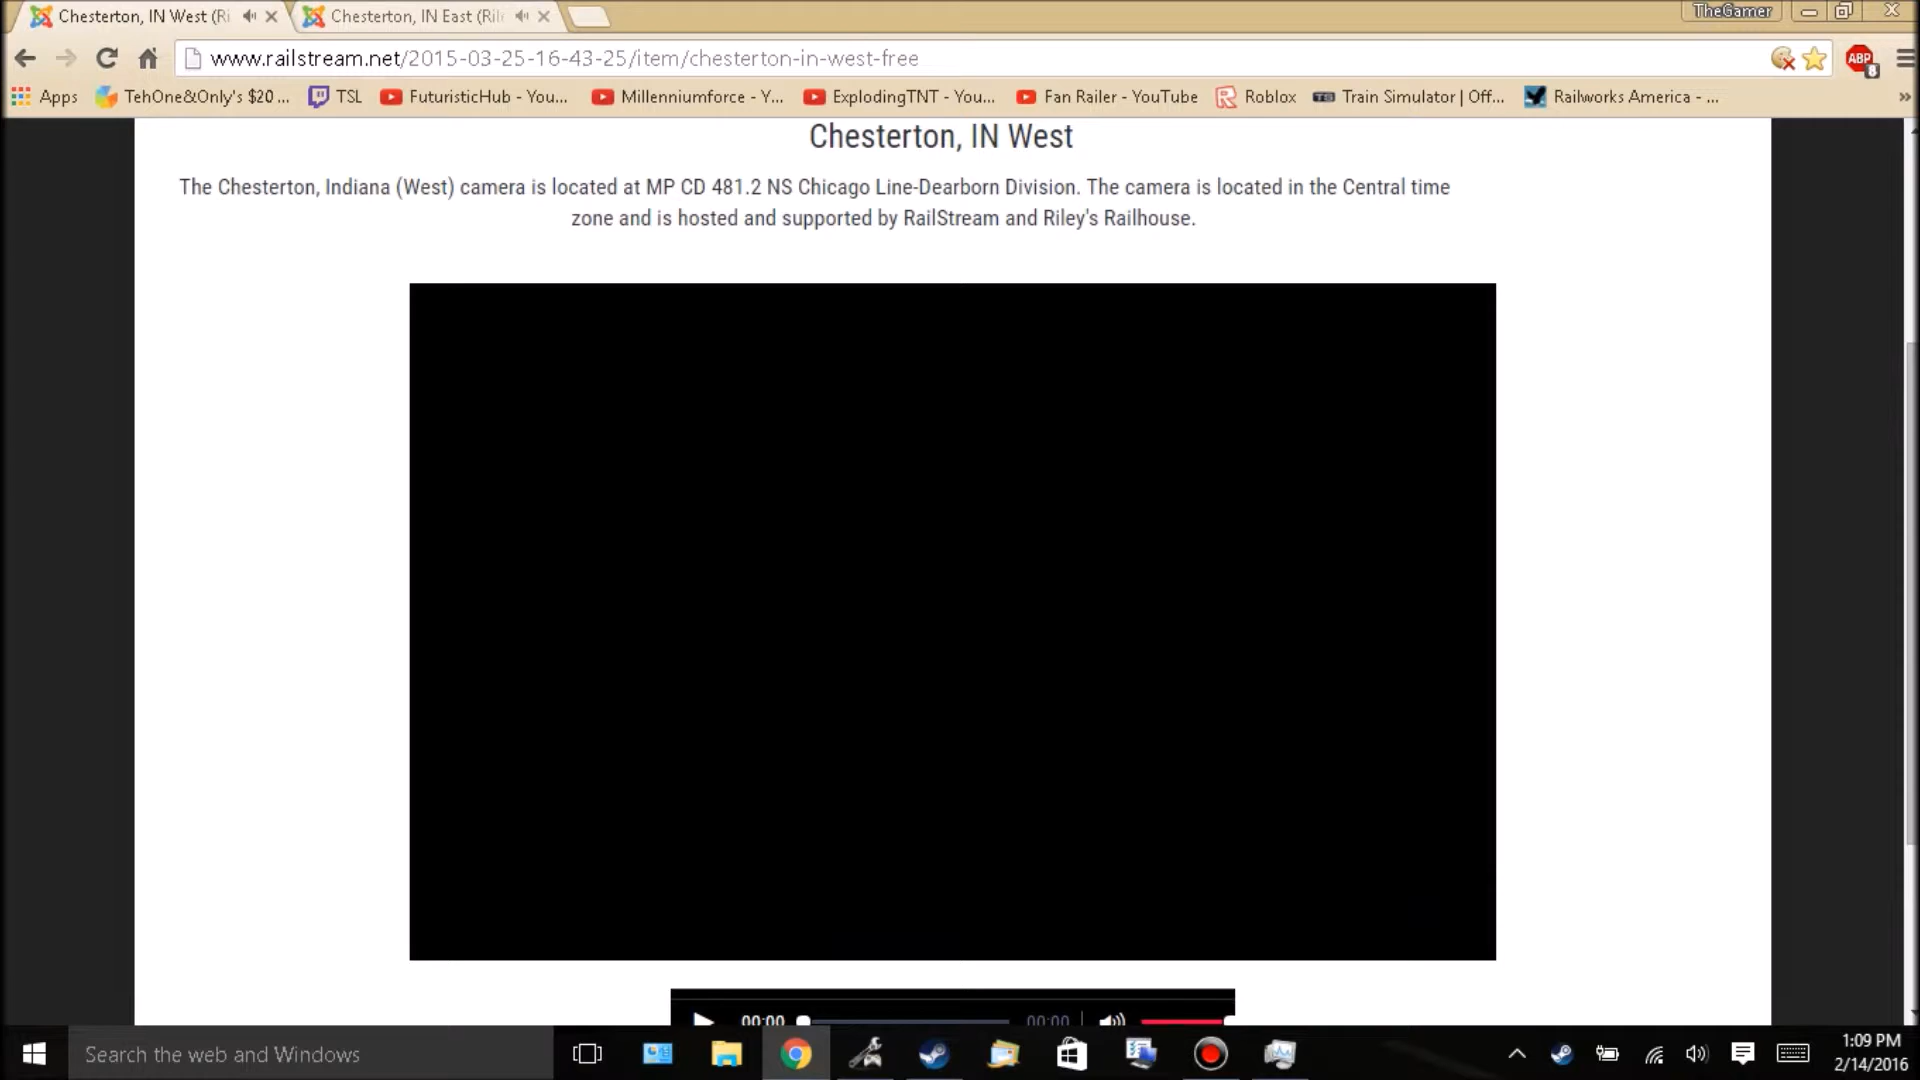 Chesterton, IN West (Ri
Chesterton, IN East (Ril
TheGamer
www.railstream.net/2015-03-25-16-43-25/item/chesterton-in-west-free
ABP
8
Apps
TehOne&Only's $20 ...
TSL
FuturisticHub - You...
Millenniumforce - Y...
ExplodingTNT - You...
Fan Railer - YouTube
Roblox
Train Simulator | Off...
Railworks America - ...
»
Chesterton, IN West
The Chesterton, Indiana (West) camera is located at MP CD 481.2 NS Chicago Line-Dearborn Division. The camera is located in the Central time
zone and is hosted and supported by RailStream and Riley's Railhouse.
00:00
00:00
Search the web and Windows
1:09 PM
2/14/2016